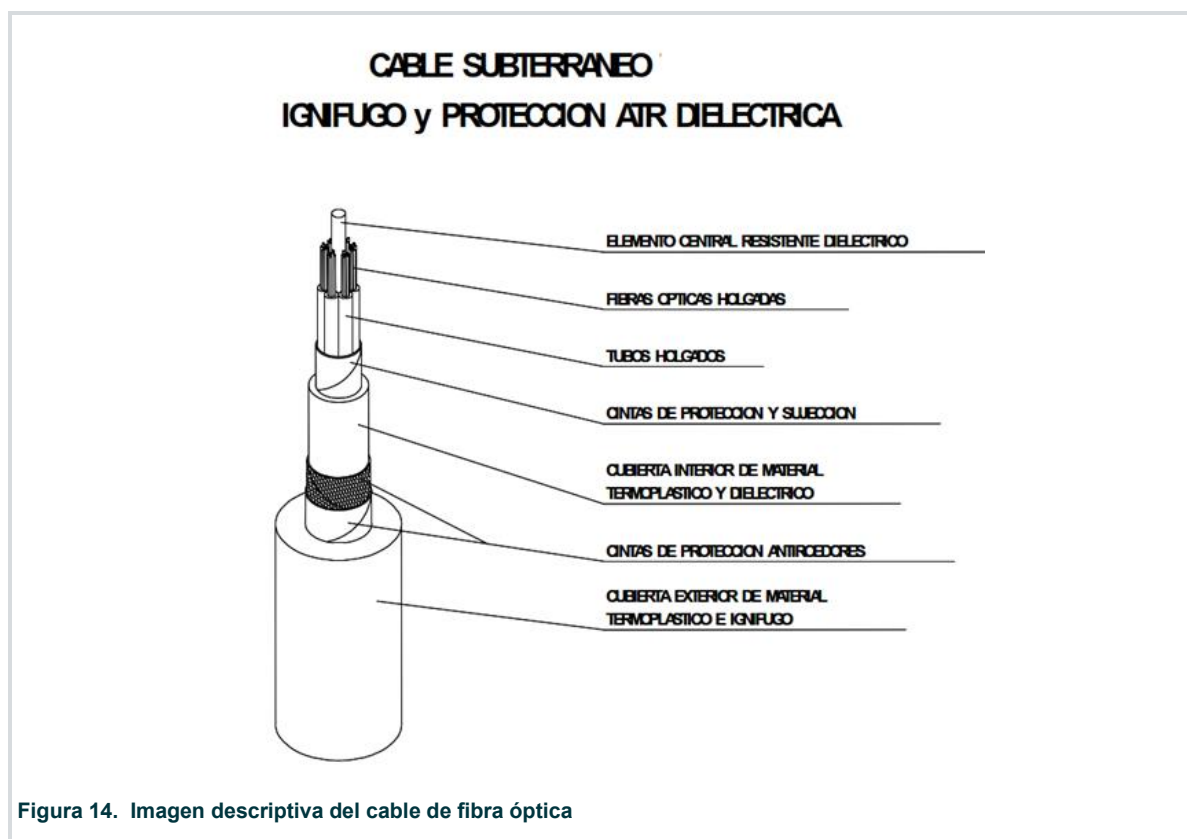 CABLE SUBTERRANEO
IGNIFUGO y PROTECCION ATR DIELECTRICA
ELEMENTO CENTRAL RESISTENTE DIELECTRICO
FIBRAS OPTICAS HOLGADAS
TUBOS HOLGADOS
CINTAS DE PROTECCION Y SUJECCION
CUBIERTA INTERIOR DE MATERIAL
TERMOPLASTICO Y DIELECTRICO
CINTAS DE PROTECCION ANTIROEDORES
CUBIERTA EXTERIOR DE MATERIAL
TERMOPLASTICO E IGNIFUGO
Figura 14. Imagen descriptiva del cable de fibra óptica